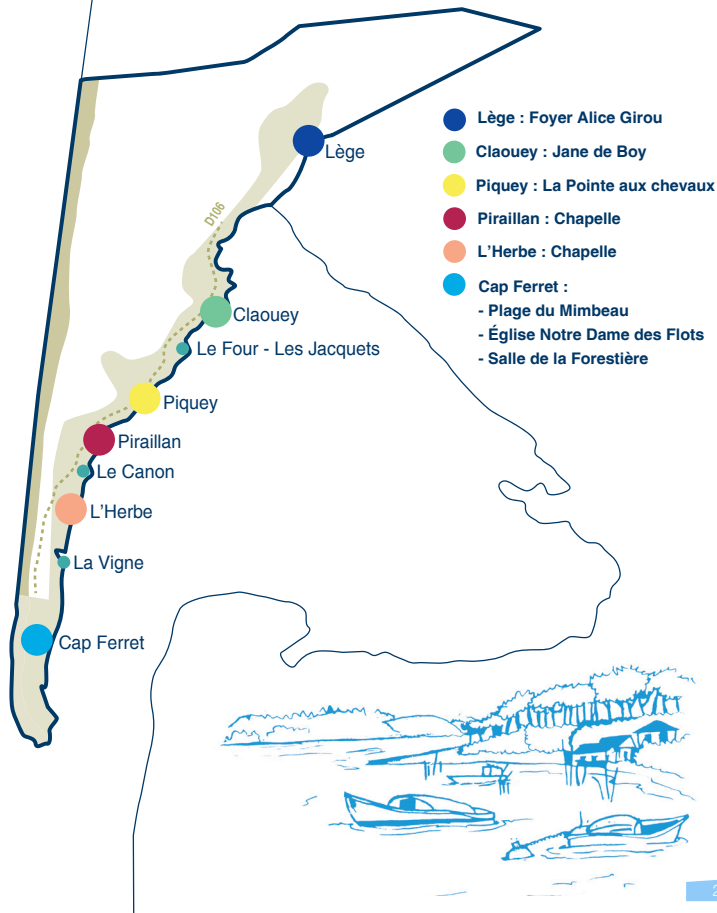 Lège : Foyer Alice Girou
Claouey : Jane de Boy
Piquey : La Pointe aux chevaux
Piraillan : Chapelle
L'Herbe : Chapelle
Cap Ferret :
- Plage du Mimbeau
- Église Notre Dame des Flots
- Salle de la Forestière
Lège
D106
Claouey
Le Four - Les Jacquets
Piquey
Piraillan
Le Canon
L'Herbe
La Vigne
Cap Ferret
2